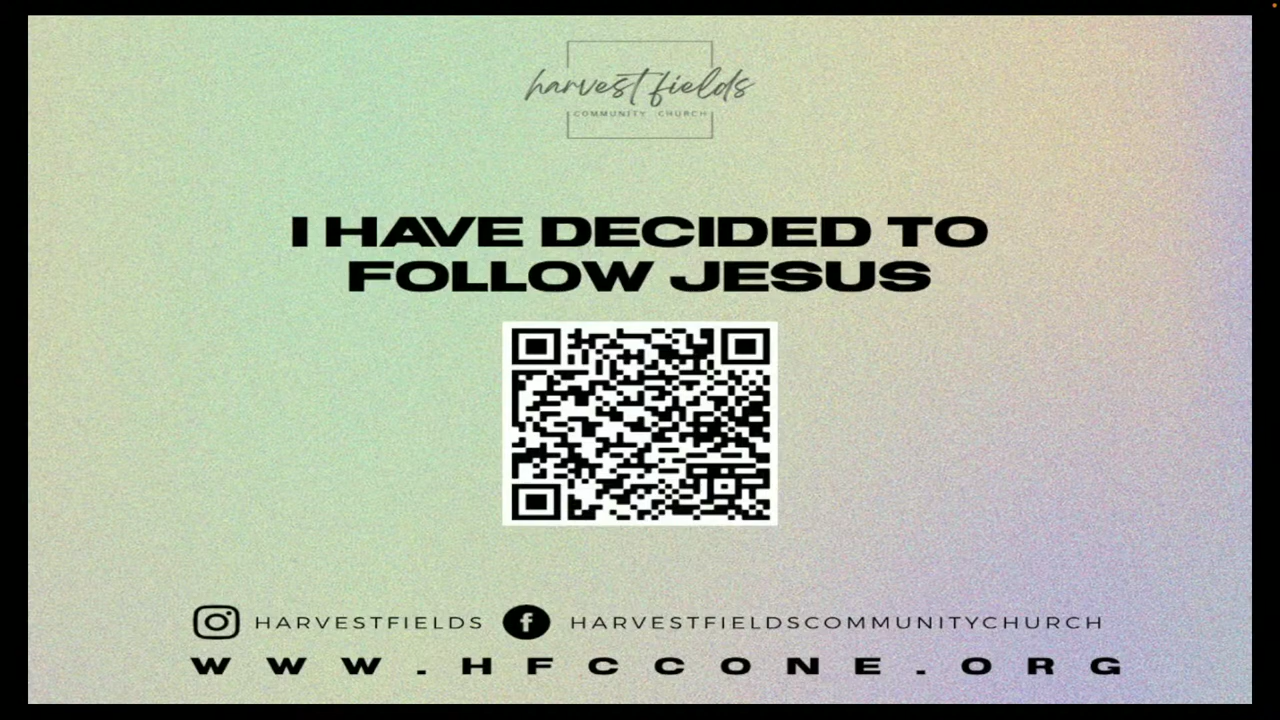 harvest fields
COMMUNITY CHURCH
I HAVE DECIDED TO
FOLLOW JESUS
HARVESTFIELDS HARVESTFIELDSCOMMUNITYCHURCH
WWW.HFCCONE.ORG